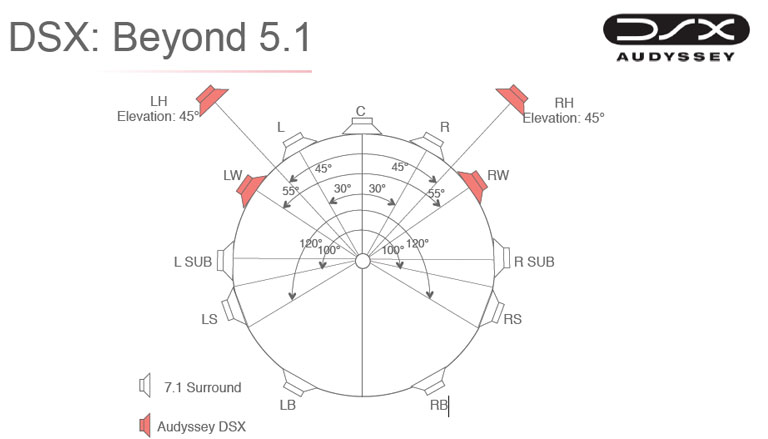 DSX: Beyond 5.1
DSX
AUDYSSEY
LH
Elevation: 45°
RH
Elevation: 45°
C
L
R
45°
45°
LW
RW
55°
30°
30°
55°
120°
100°
100°
120°
L SUB
R SUB
LS
RS
7.1 Surround
LB
RB
Audyssey DSX